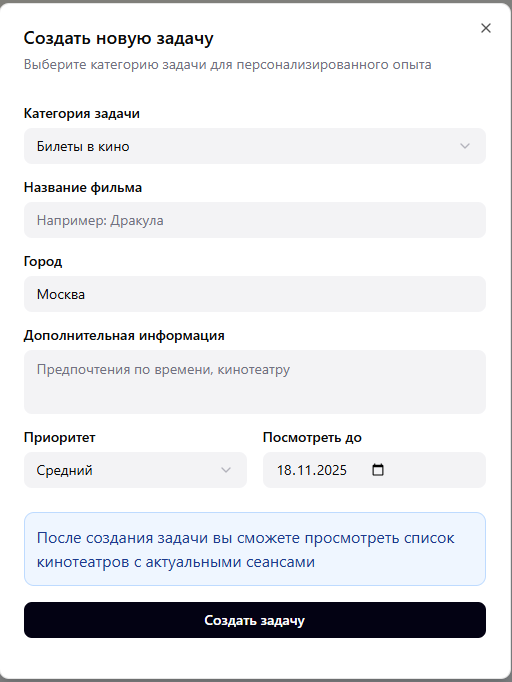 Создать новую задачу
Выберите категорию задачи для персонализированного опыта
Категория задачи
Билеты в кино
Название фильма
Например: Дракула
Город
Москва
Дополнительная информация
Предпочтения по времени, кинотеатру
Приоритет
Посмотреть до
Средний
18.11.2025
После создания задачи вы сможете просмотреть список
кинотеатров с актуальными сеансами
Создать задачу